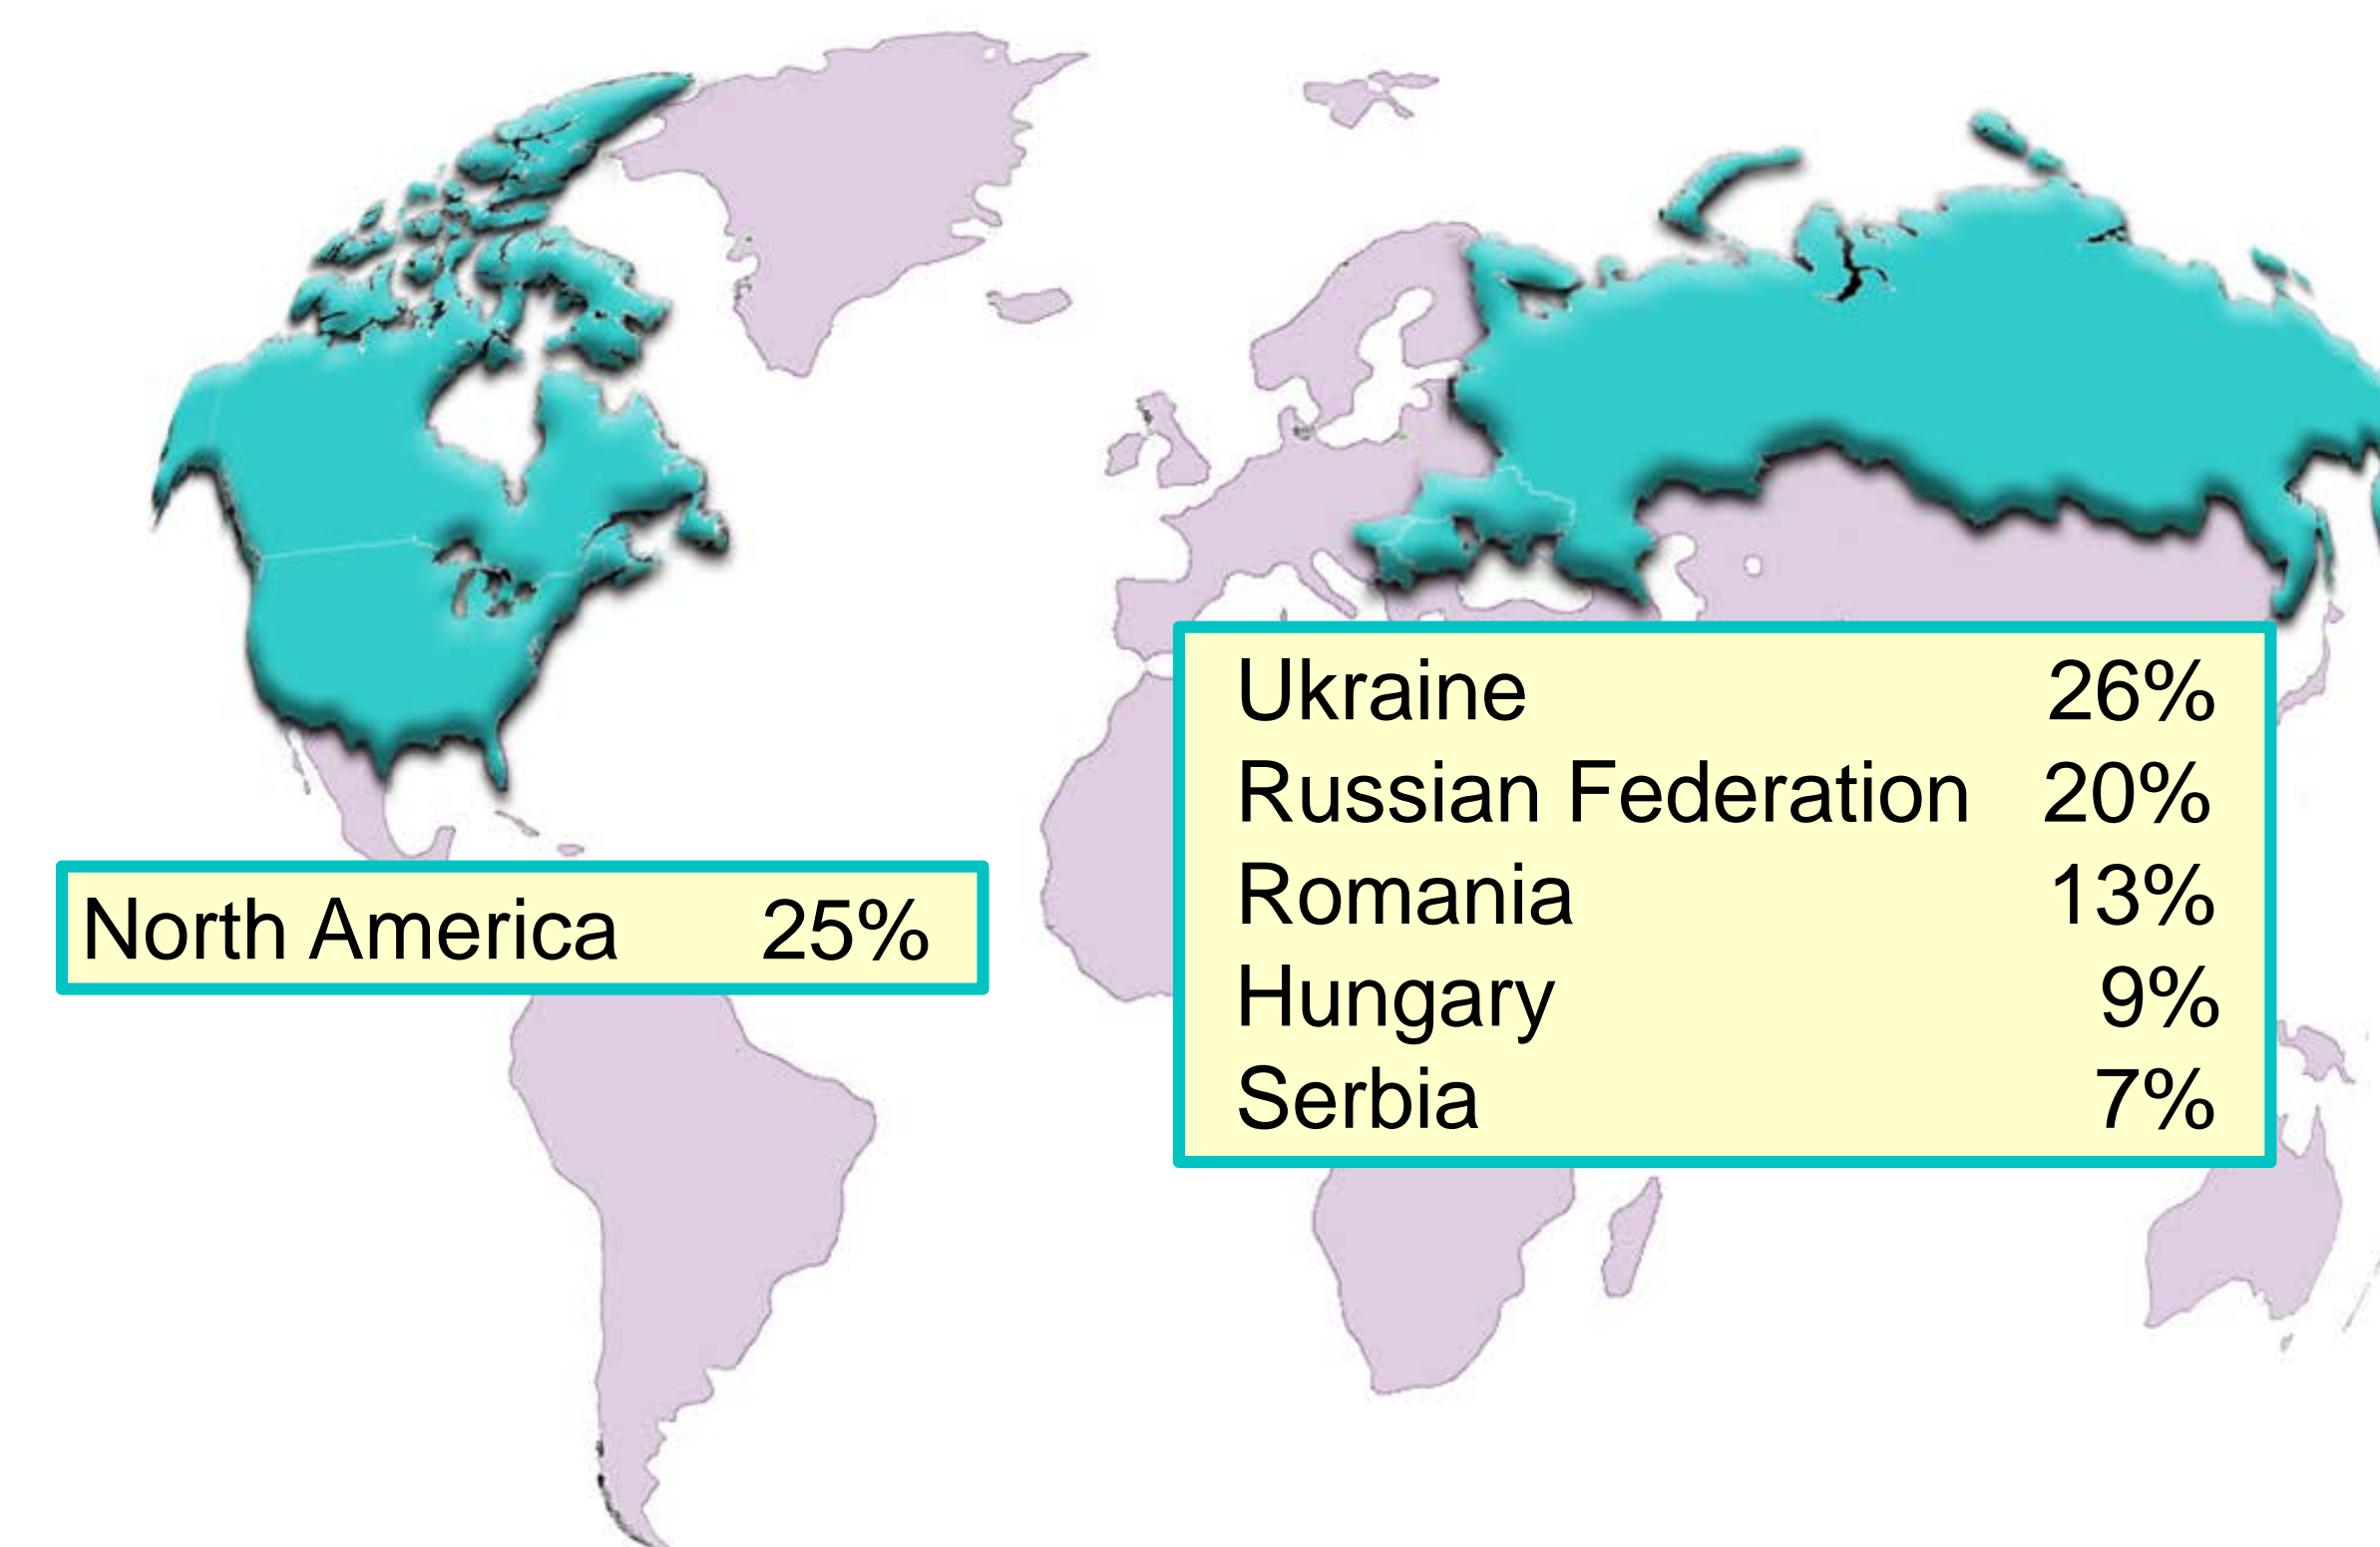 North America 25%
Ukraine 26%
Russian Federation 20%
Romania 13%
Hungary 9%
Serbia 7%